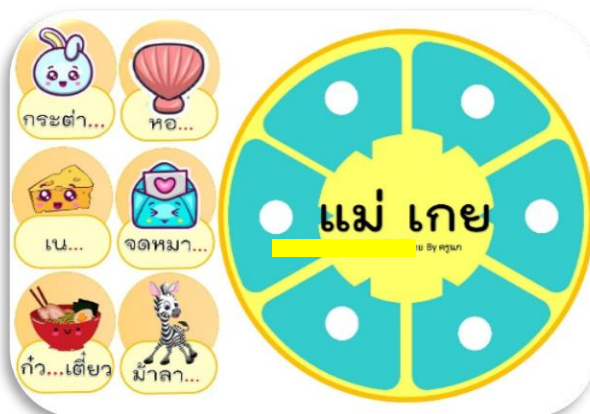 กระต่า...
หอ...
เน...
จดหมา...
ก๋ว...เตี๋ยว
ม้าลา...
แม่ เกย
ย By ครูนก